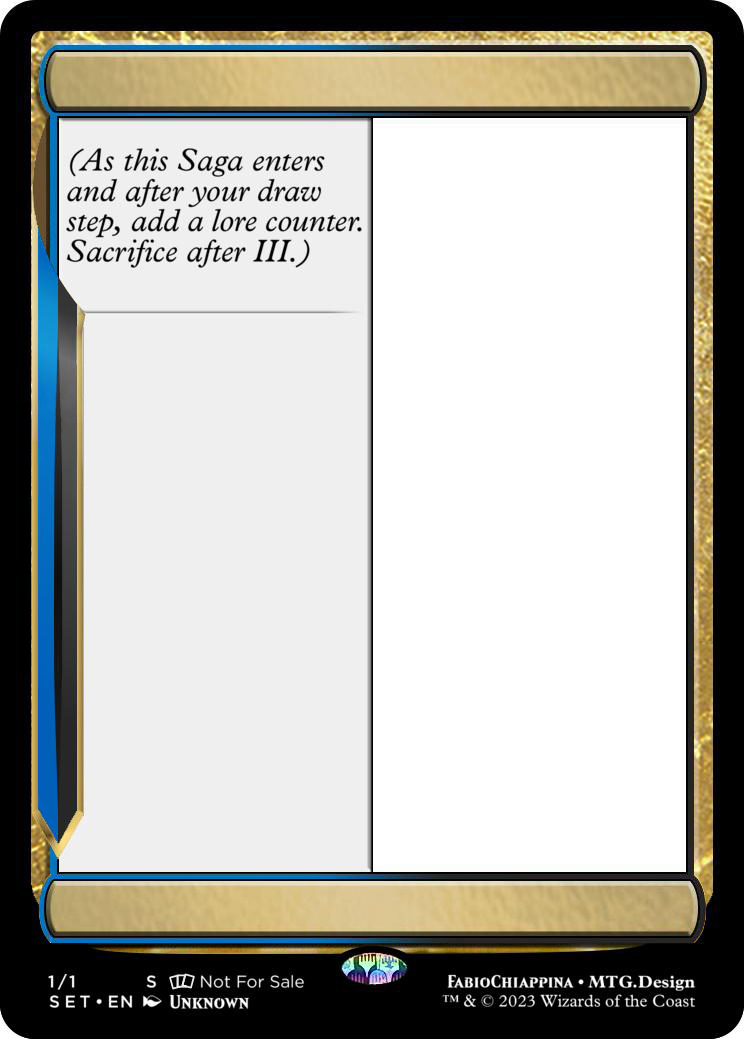 (As this Saga enters
and after your draw
step, add a lore counter.
Sacrifice after III.)
1/1 S Not For Sale
SET • EN Unknown
FabioChiappina • MTG.Design
™ & © 2023 Wizards of the Coast